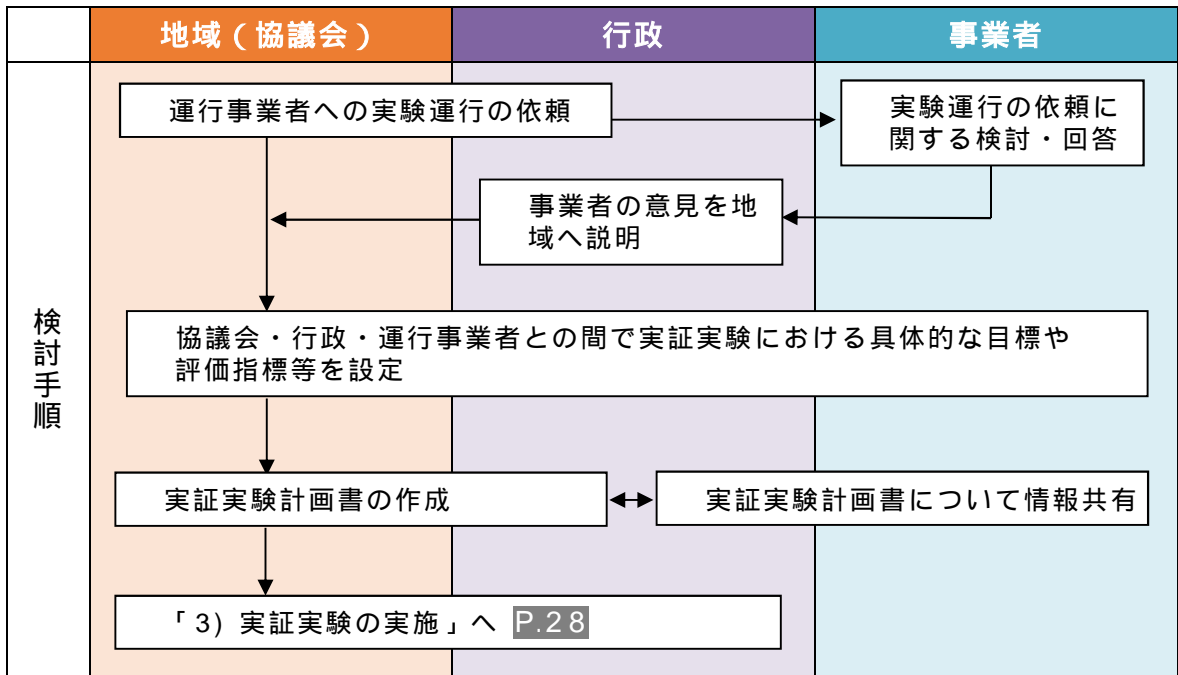 地域(協議会)
行政
事業者
検討手順
運行事業者への実験運行の依頼
実験運行の依頼に
関する検討・回答
事業者の意見を地
域へ説明
協議会・行政・運行事業者との間で実証実験における具体的な目標や
評価指標等を設定
実証実験計画書の作成
実証実験計画書について情報共有
「3) 実証実験の実施」へ P.28